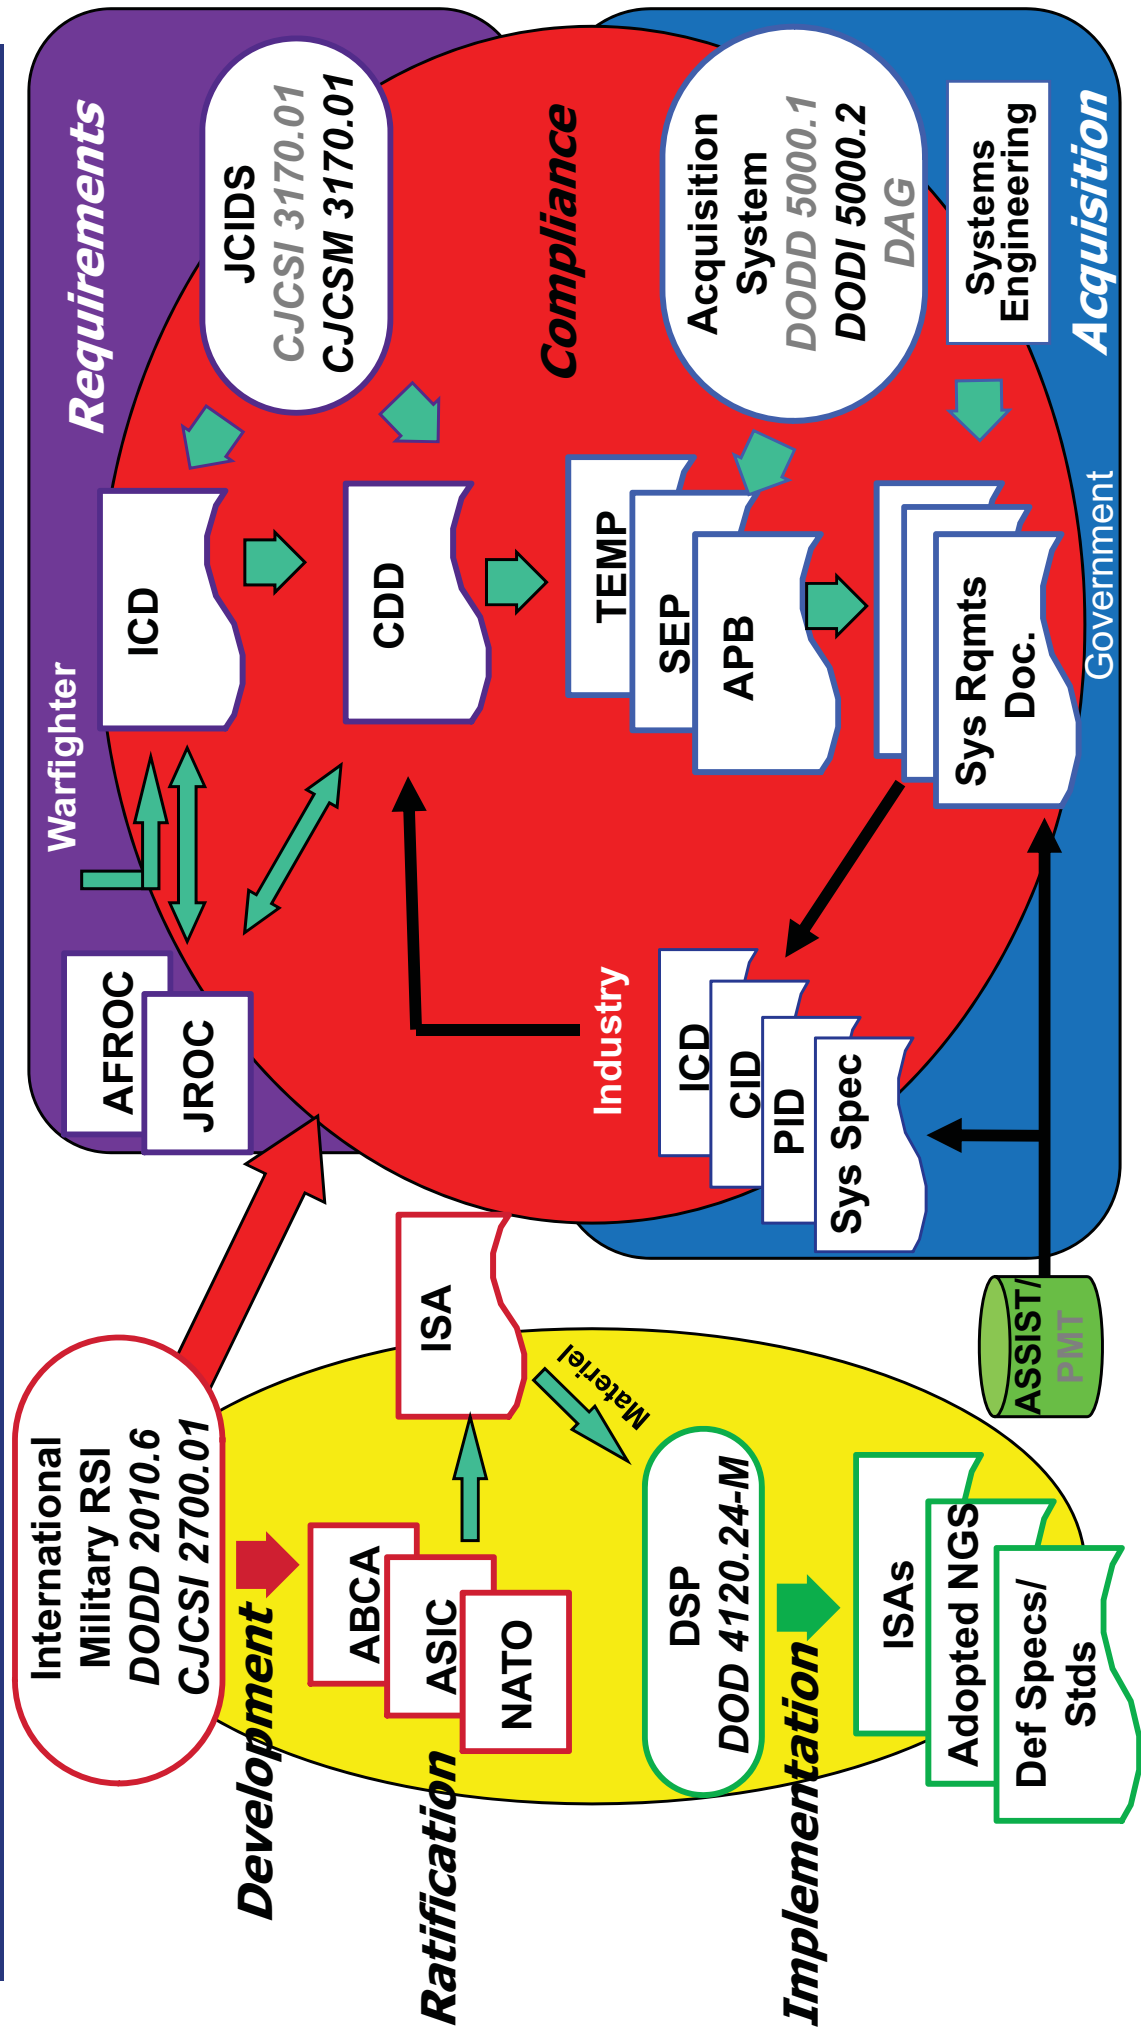 International
Military RSI
DODD 2010.6
CJCSI 2700.01
Development
ABCA
ASIC
NATO
Ratification
ISA
Materiel
DSP
DOD 4120.24-M
Implementation
ISAs
Adopted NGS
Def Specs/
Stds
ASSIST/
PMT
AFROC
JROC
Warfighter
Requirements
ICD
JCIDS
CJCSI 3170.01
CJCSM 3170.01
CDD
Compliance
Industry
ICD
CID
PID
Sys Spec
TEMP
SEP
APB
Acquisition
System
DODD 5000.1
DODI 5000.2
DAG
Sys Rqmts
Doc.
Systems
Engineering
Government
Acquisition